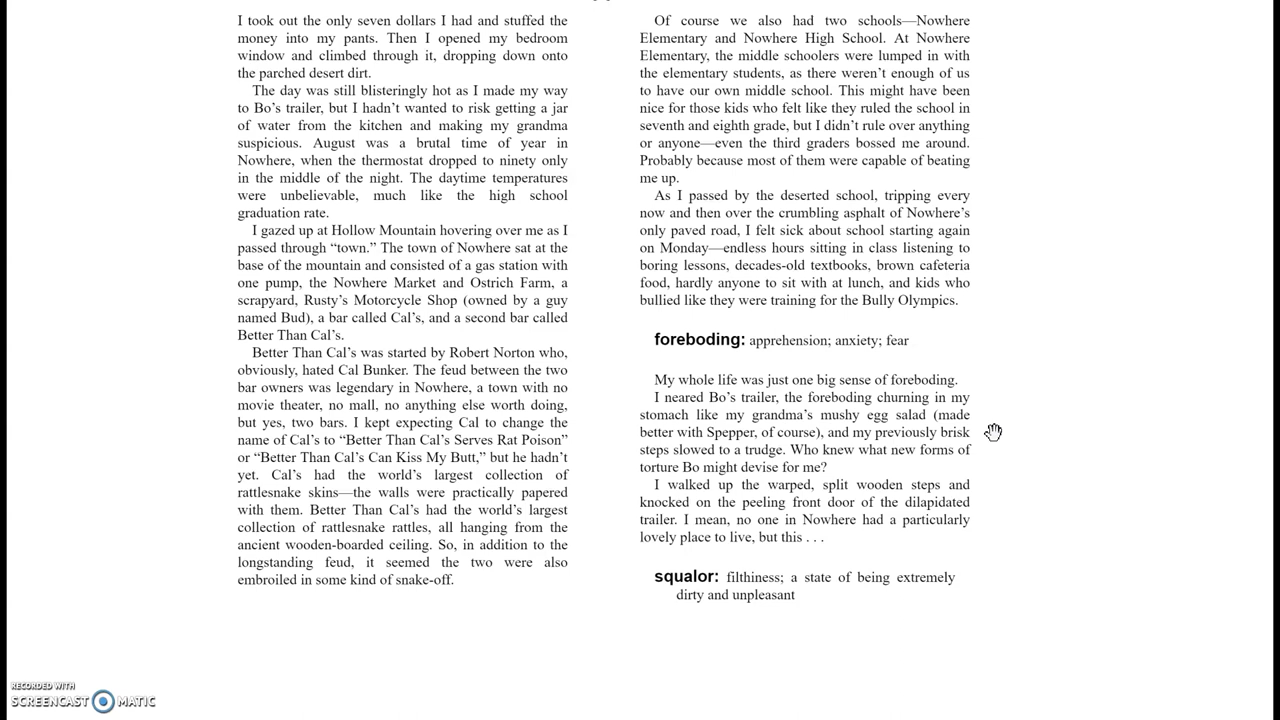 I took out the only seven dollars I had and stuffed the
money into my pants. Then I opened my bedroom
window and climbed through it, dropping down onto
the parched desert dirt.
The day was still blisteringly hot as I made my way
to Bo’s trailer, but I hadn’t wanted to risk getting a jar
of water from the kitchen and making my grandma
suspicious. August was a brutal time of year in
Nowhere, when the thermostat dropped to ninety only
in the middle of the night. The daytime temperatures
were unbelievable, much like the high school
graduation rate.
I gazed up at Hollow Mountain hovering over me as I
passed through “town.” The town of Nowhere sat at the
base of the mountain and consisted of a gas station with
one pump, the Nowhere Market and Ostrich Farm, a
scrapyard, Rusty’s Motorcycle Shop (owned by a guy
named Bud), a bar called Cal’s, and a second bar called
Better Than Cal’s.
Better Than Cal’s was started by Robert Norton who,
obviously, hated Cal Bunker. The feud between the two
bar owners was legendary in Nowhere, a town with no
movie theater, no mall, no anything else worth doing,
but yes, two bars. I kept expecting Cal to change the
name of Cal’s to “Better Than Cal’s Serves Rat Poison”
or “Better Than Cal’s Can Kiss My Butt,” but he hadn’t
yet. Cal’s had the world’s largest collection of
rattlesnake skins—the walls were practically papered
with them. Better Than Cal’s had the world’s largest
collection of rattlesnake rattles, all hanging from the
ancient wooden-boarded ceiling. So, in addition to the
longstanding feud, it seemed the two were also
embroiled in some kind of snake-off.
Of course we also had two schools—Nowhere
Elementary and Nowhere High School. At Nowhere
Elementary, the middle schoolers were lumped in with
the elementary students, as there weren’t enough of us
to have our own middle school. This might have been
nice for those kids who felt like they ruled the school in
seventh and eighth grade, but I didn’t rule over anything
or anyone—even the third graders bossed me around.
Probably because most of them were capable of beating
me up.
As I passed by the deserted school, tripping every
now and then over the crumbling asphalt of Nowhere’s
only paved road, I felt sick about school starting again
on Monday—endless hours sitting in class listening to
boring lessons, decades-old textbooks, brown cafeteria
food, hardly anyone to sit with at lunch, and kids who
bullied like they were training for the Bully Olympics.
foreboding: apprehension; anxiety; fear
My whole life was just one big sense of foreboding.
I neared Bo’s trailer, the foreboding churning in my
stomach like my grandma’s mushy egg salad (made
better with Spepper, of course), and my previously brisk
steps slowed to a trudge. Who knew what new forms of
torture Bo might devise for me?
I walked up the warped, split wooden steps and
knocked on the peeling front door of the dilapidated
trailer. I mean, no one in Nowhere had a particularly
lovely place to live, but this . . .
squalor: filthiness; a state of being extremely
dirty and unpleasant
RECORDED WITH
SCREENCAST MATIC